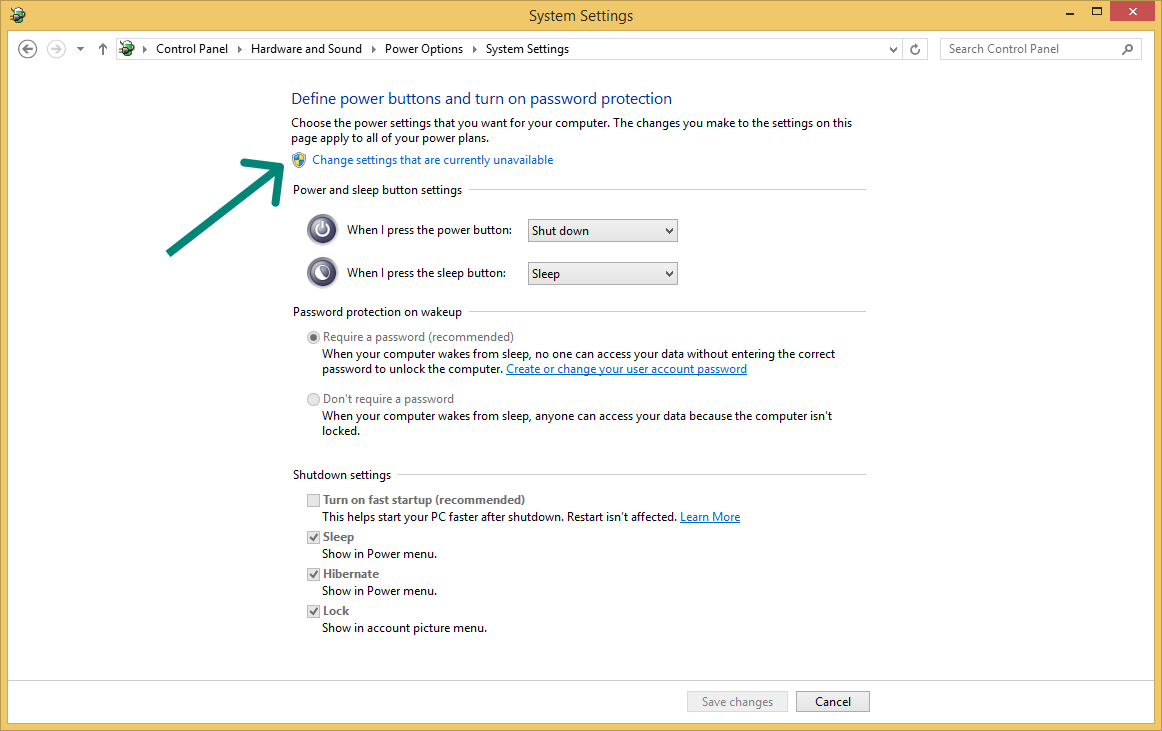 System Settings
Control Panel Hardware and Sound Power Options System Settings Search Control Panel
Define power buttons and turn on password protection
Choose the power settings that you want for your computer. The changes you make to the settings on this
page apply to all of your power plans.
Change settings that are currently unavailable
Power and sleep button settings
When I press the power button: Shut down
When I press the sleep button: Sleep
Password protection on wakeup
Require a password (recommended)
When your computer wakes from sleep, no one can access your data without entering the correct
password to unlock the computer. Create or change your user account password
Don't require a password
When your computer wakes from sleep, anyone can access your data because the computer isn't
locked.
Shutdown settings
Turn on fast startup (recommended)
This helps start your PC faster after shutdown. Restart isn't affected. Learn More
Sleep
Show in Power menu.
Hibernate
Show in Power menu.
Lock
Show in account picture menu.
Save changes Cancel